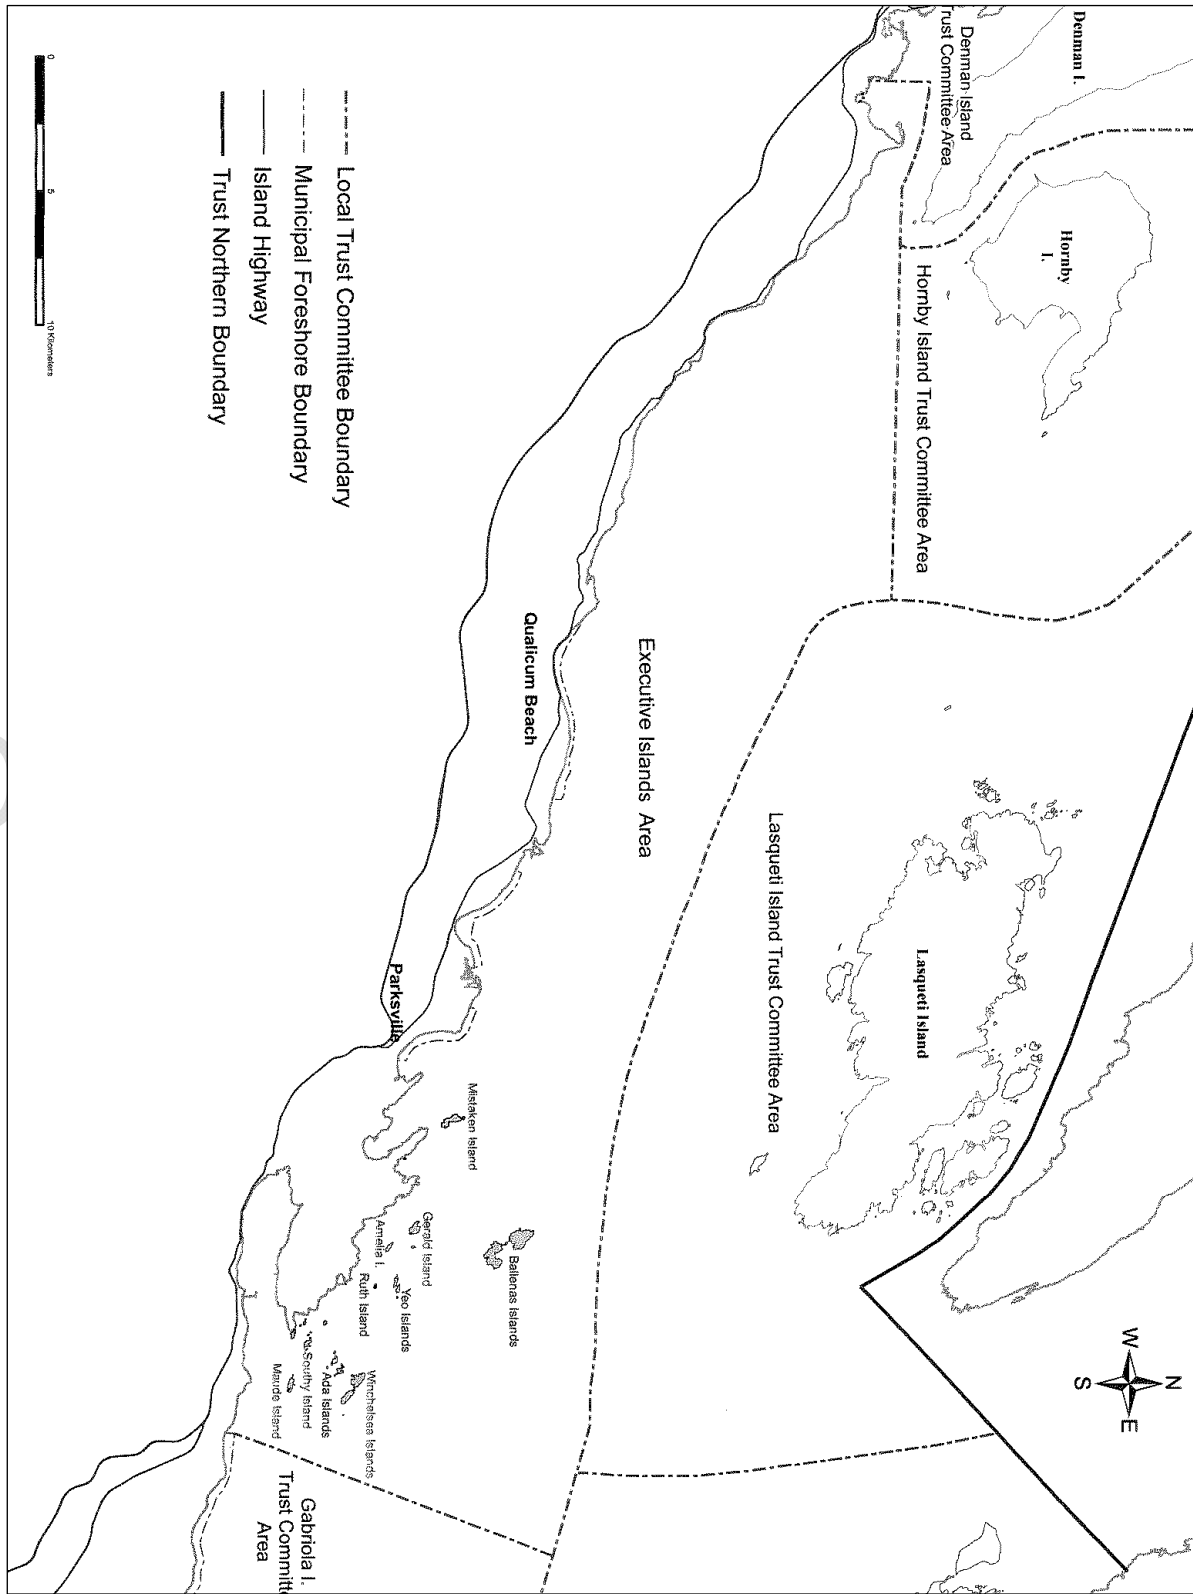 Denman I.
Denman Island
Trust Committee Area
Hornby
I.
Hornby Island Trust Committee Area
Executive Islands Area
Lasqueti Island Trust Committee Area
Lasqueti Island
Qualicum Beach
Parksville
Mistaken Island
Ballenas Islands
Gerald Island
Amelia I.
Yeo Islands
Ruth Island
Winchelsea Islands
Ada Islands
Southy Island
Maude Island
Gabriola I.
Trust Committe
Area
N
W
E
S
Local Trust Committee Boundary
Municipal Foreshore Boundary
Island Highway
Trust Northern Boundary
0
5
10 Kilometers